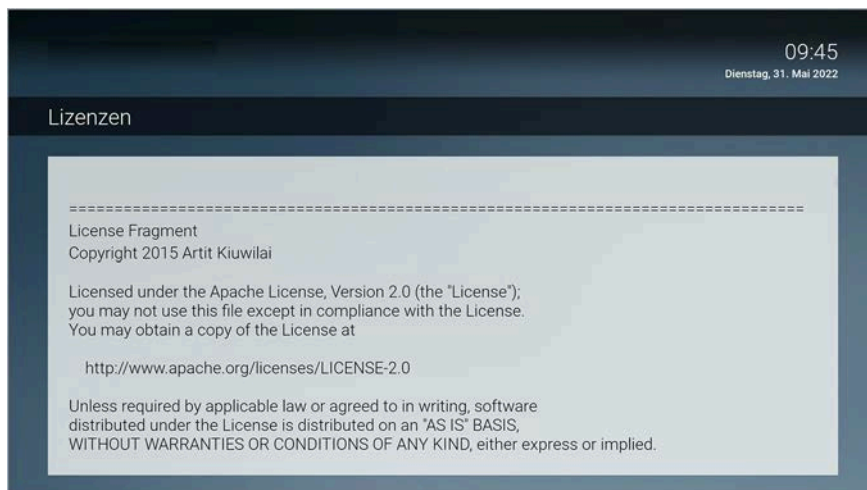 09:45
Dienstag, 31. Mai 2022
Lizenzen
================================================================================
License Fragment
Copyright 2015 Artit Kiuwilai
Licensed under the Apache License, Version 2.0 (the "License");
you may not use this file except in compliance with the License.
You may obtain a copy of the License at
http://www.apache.org/licenses/LICENSE-2.0
Unless required by applicable law or agreed to in writing, software
distributed under the License is distributed on an "AS IS" BASIS,
WITHOUT WARRANTIES OR CONDITIONS OF ANY KIND, either express or implied.